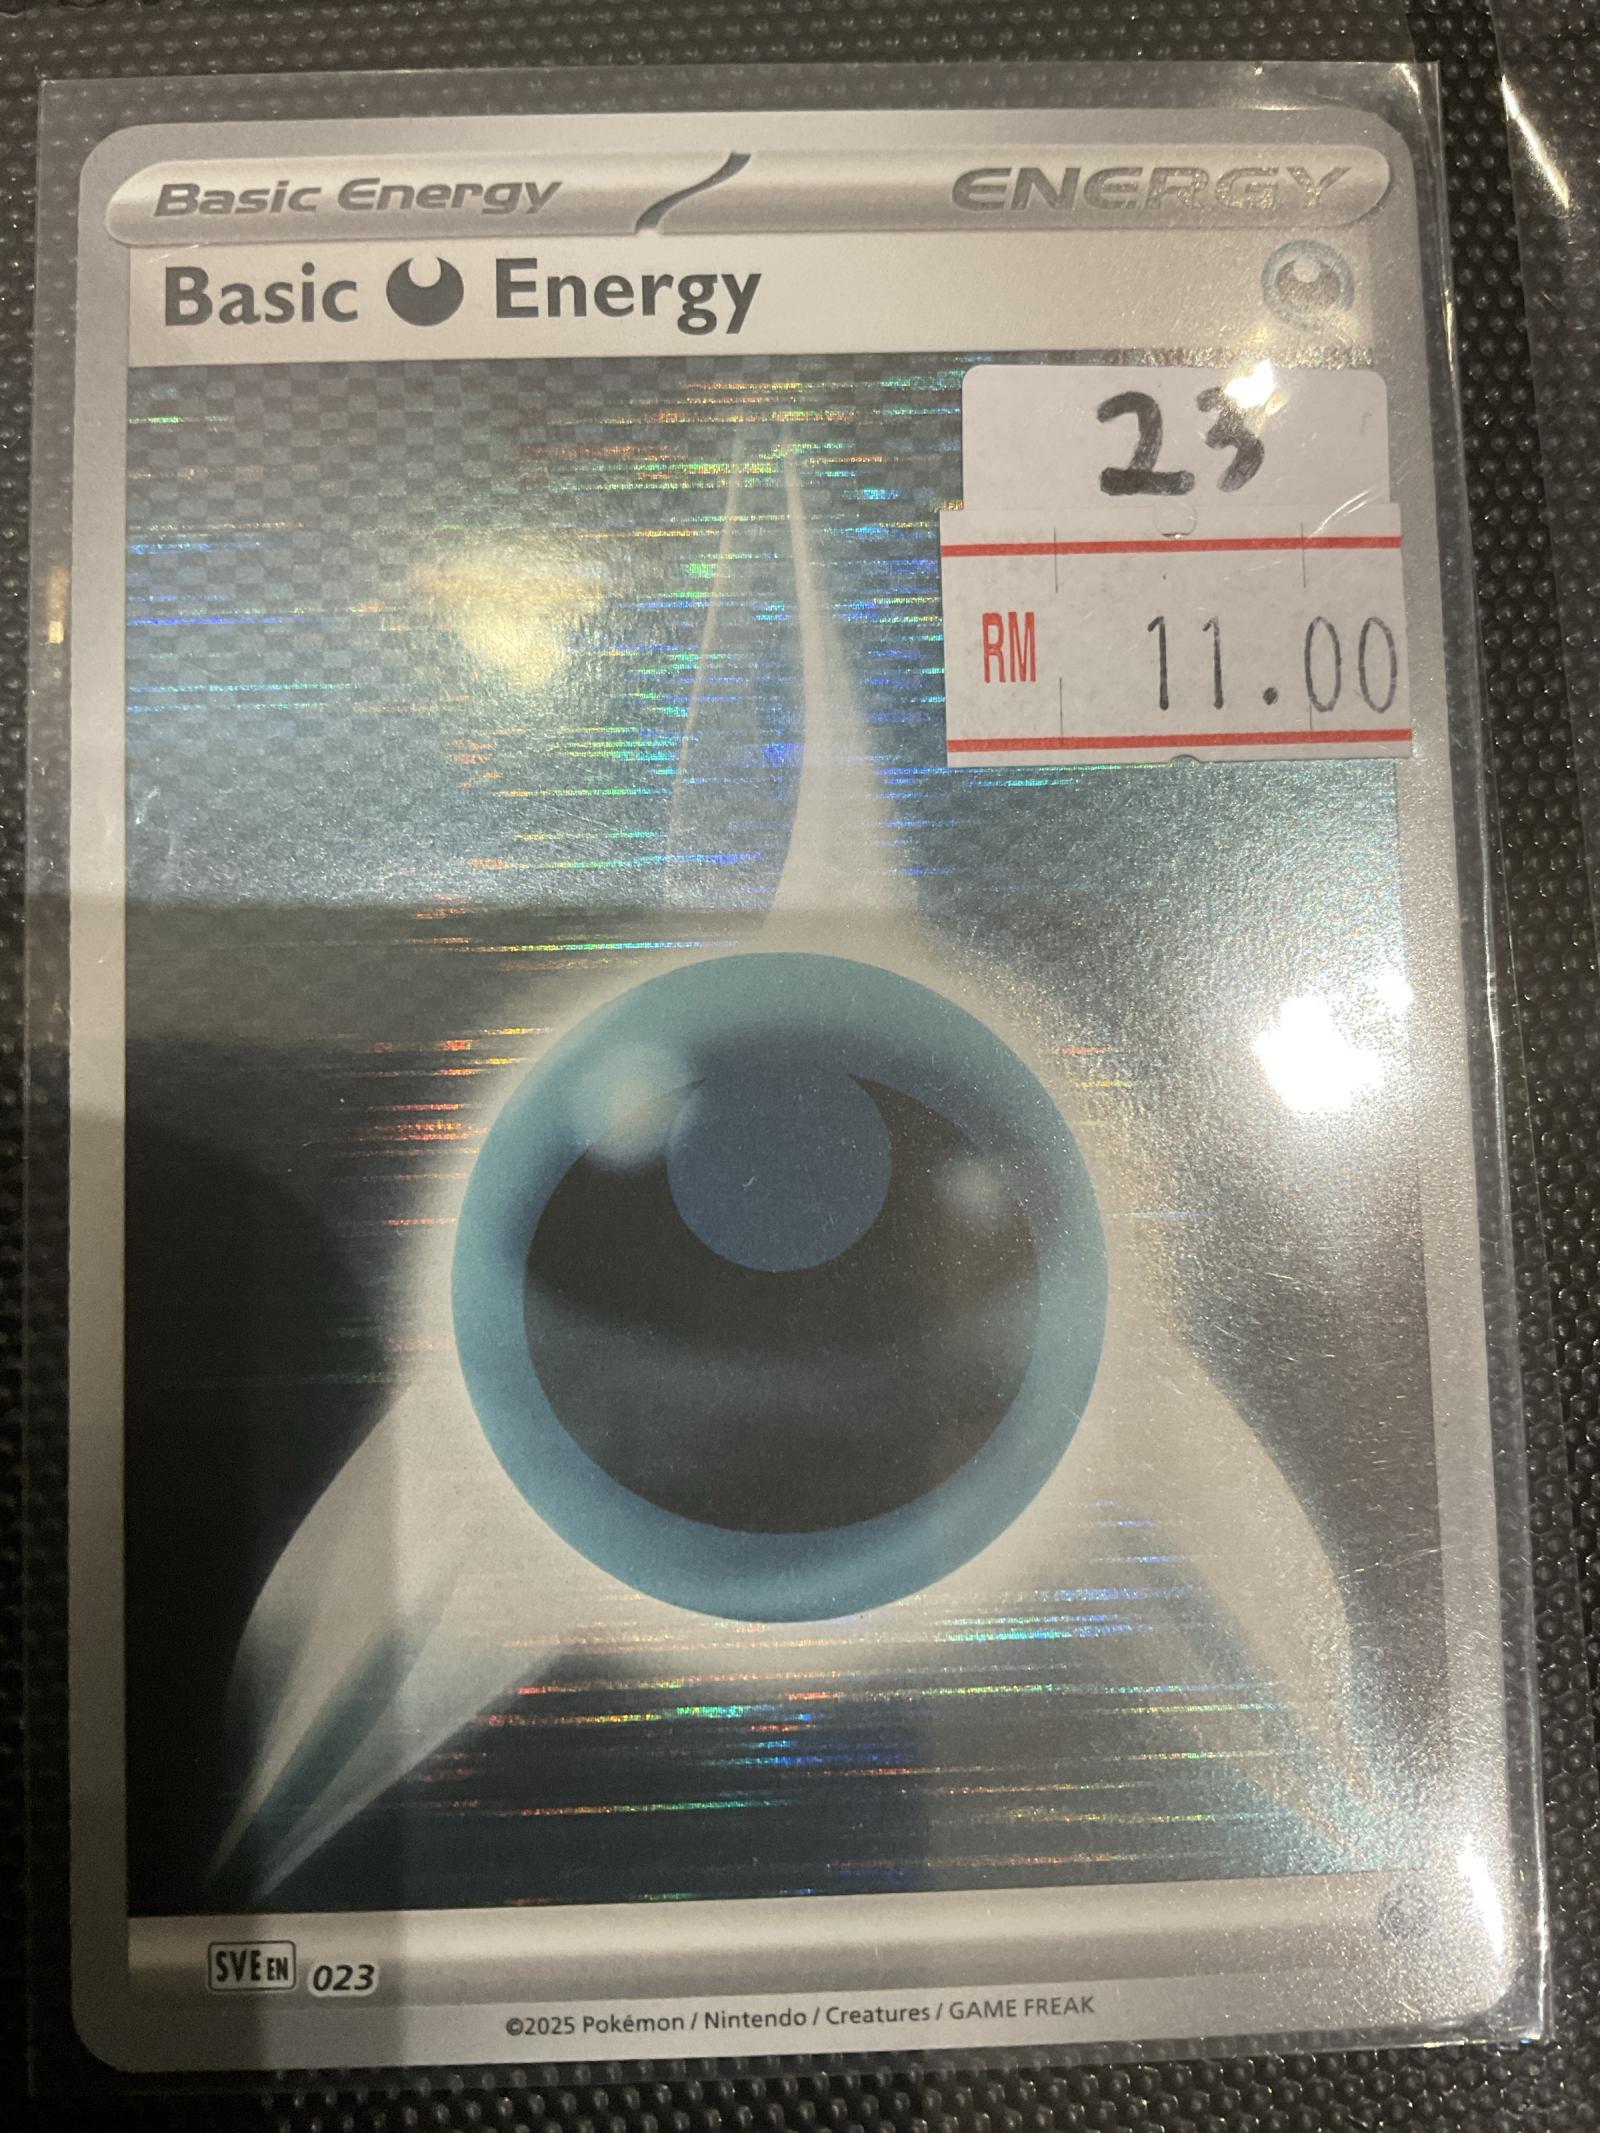 Basic Energy
ENERGY
Basic Energy
23
RM 11.00
SVE EN 023
©2025 Pokémon / Nintendo / Creatures / GAME FREAK